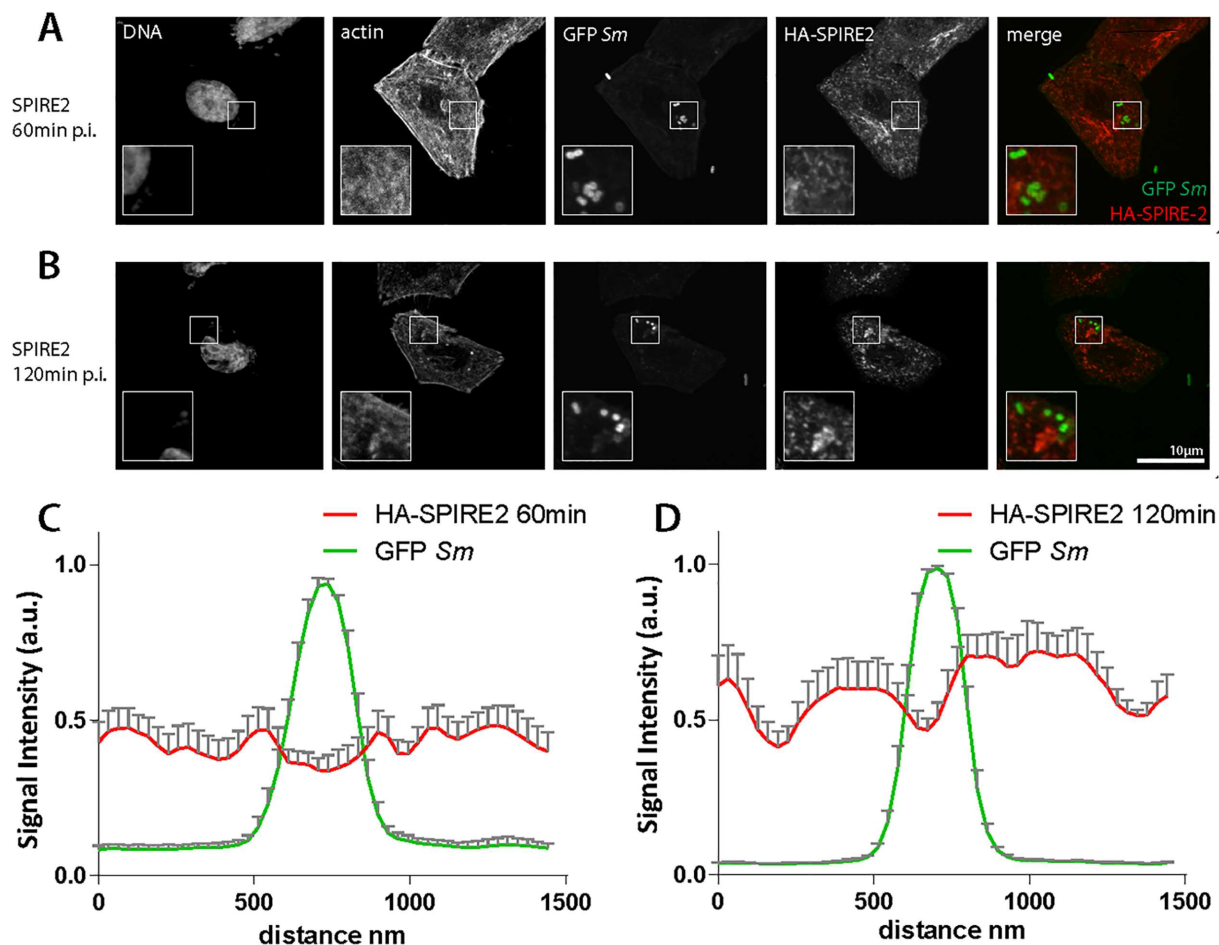 A
DNA
actin
GFP Sm
HA-SPIRE2
merge
SPIRE2
60min p.i.
GFP Sm
HA-SPIRE-2
B
SPIRE2
120min p.i.
10µm
C
HA-SPIRE2 60min
GFP Sm
1.0
0.5
0.0
Signal Intensity (a.u.)
0
500
1000
1500
distance nm
D
HA-SPIRE2 120min
GFP Sm
1.0
0.5
0.0
Signal Intensity (a.u.)
0
500
1000
1500
distance nm